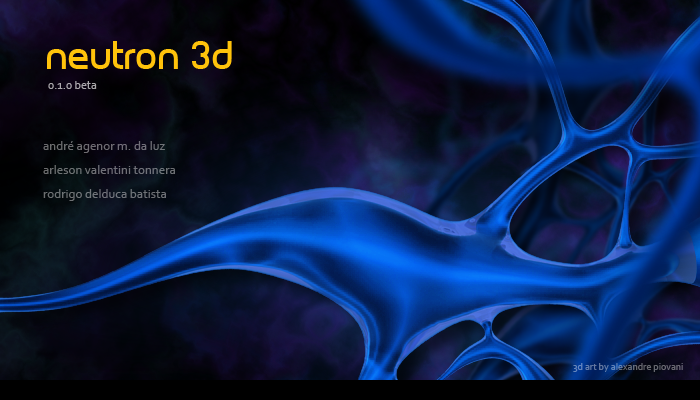 neutron 3d
0.1.0 beta
andré agenor m. da luz
arleson valentini tonnera
rodrigo delduca batista
3d art by alexandre piovani